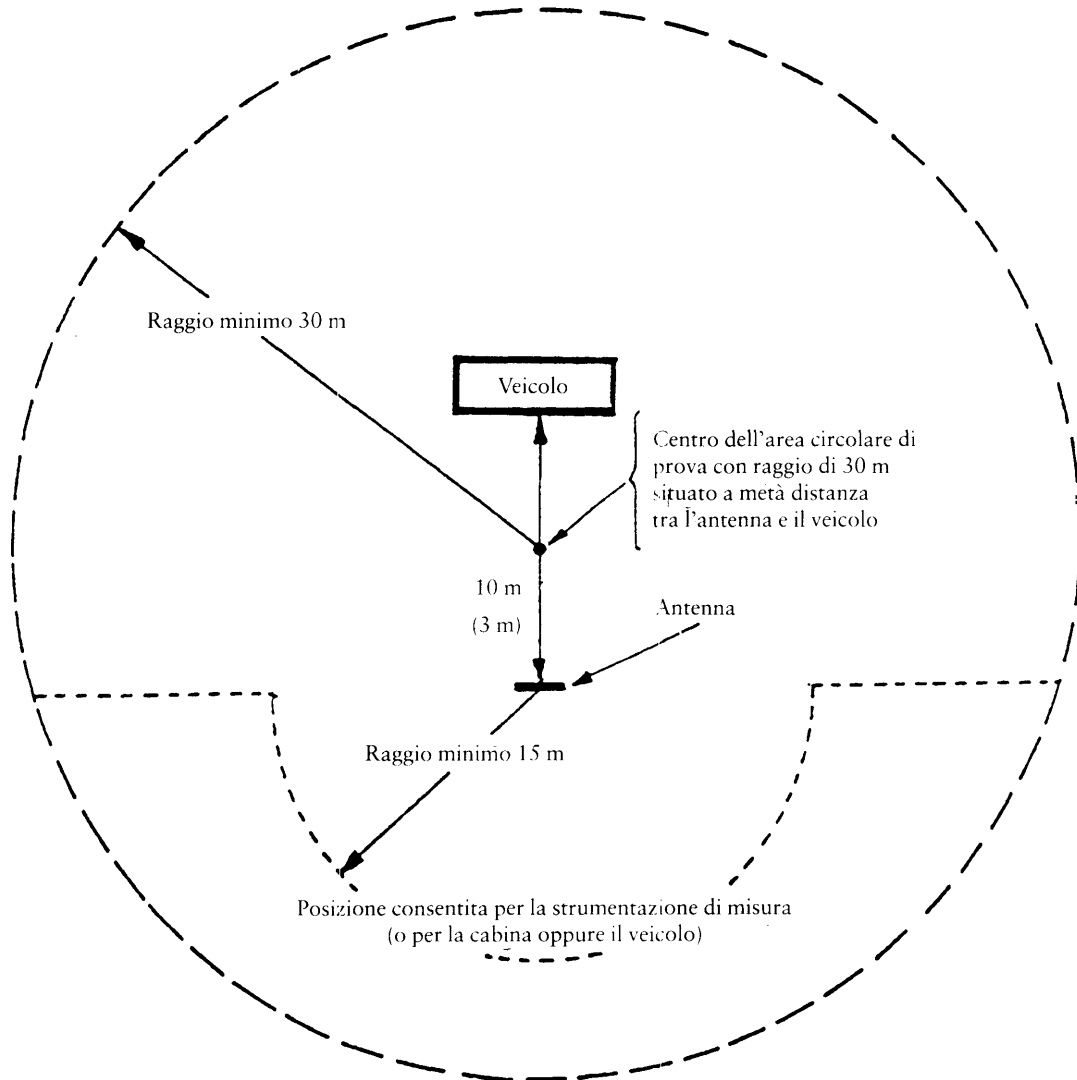 Raggio minimo 30 m
Veicolo
Centro dell'area circolare di
prova con raggio di 30 m
situato a metà distanza
tra l'antenna e il veicolo
10 m
(3 m)
Antenna
Raggio minimo 15 m
Posizione consentita per la strumentazione di misura
(o per la cabina oppure il veicolo)